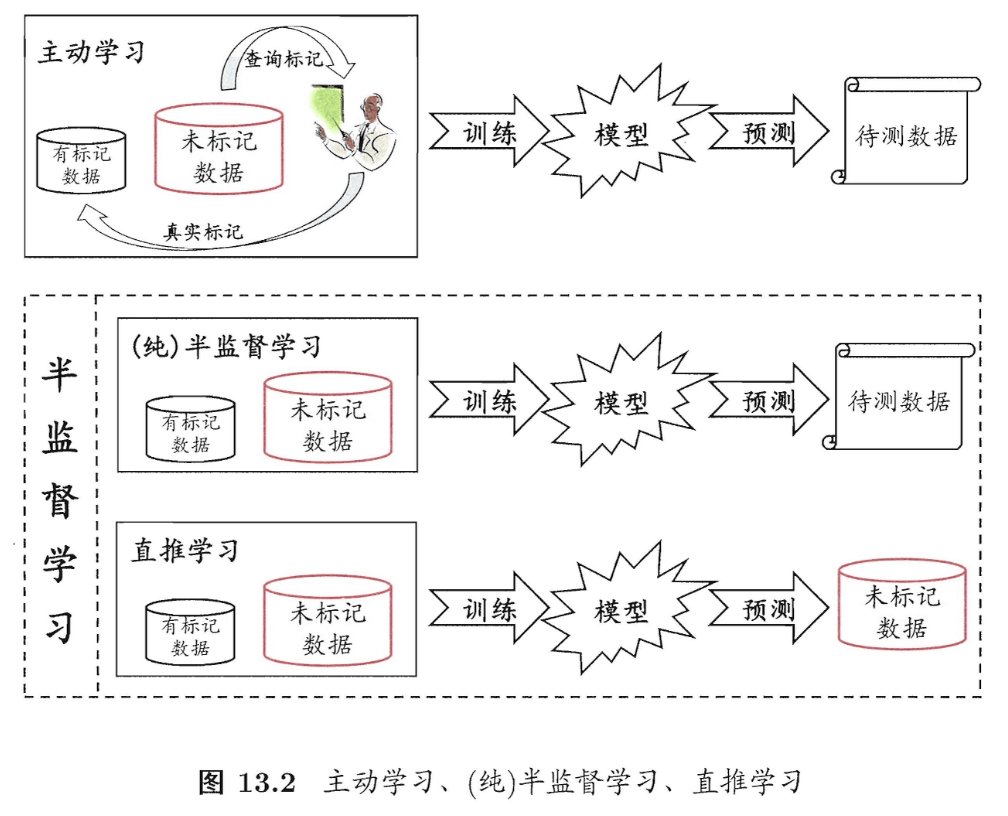 主动学习
查询标记
有标记
数据
未标记
数据
真实标记
训练
模型
预测
待测数据
半监督学习
(纯)半监督学习
有标记
数据
未标记
数据
训练
模型
预测
待测数据
直推学习
有标记
数据
未标记
数据
训练
模型
预测
未标记
数据
图 13.2 主动学习、(纯)半监督学习、直推学习